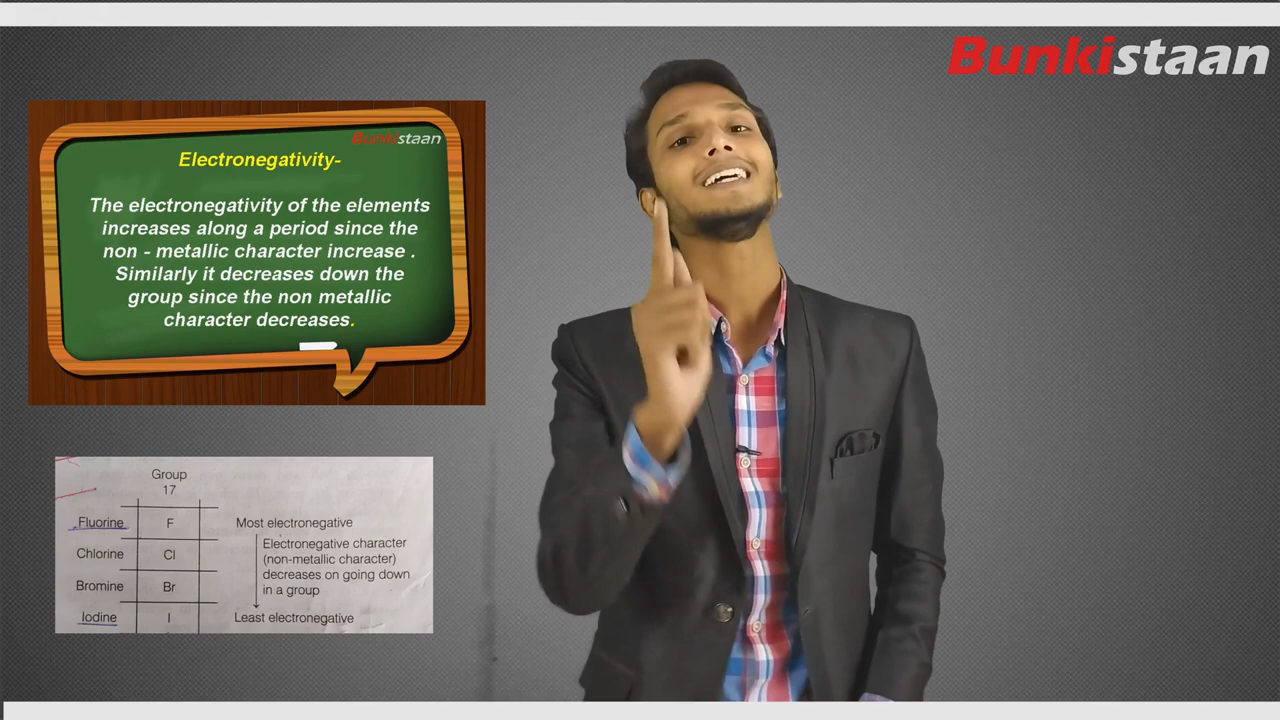 Bunkistaan
Bunkistaan
Electronegativity-
The electronegativity of the elements
increases along a period since the
non - metallic character increase .
Similarly it decreases down the
group since the non metallic
character decreases.
Group
17
Fluorine F Most electronegative
Chlorine Cl
Electronegative character
(non-metallic character)
decreases on going down
in a group
Bromine Br
Iodine I Least electronegative